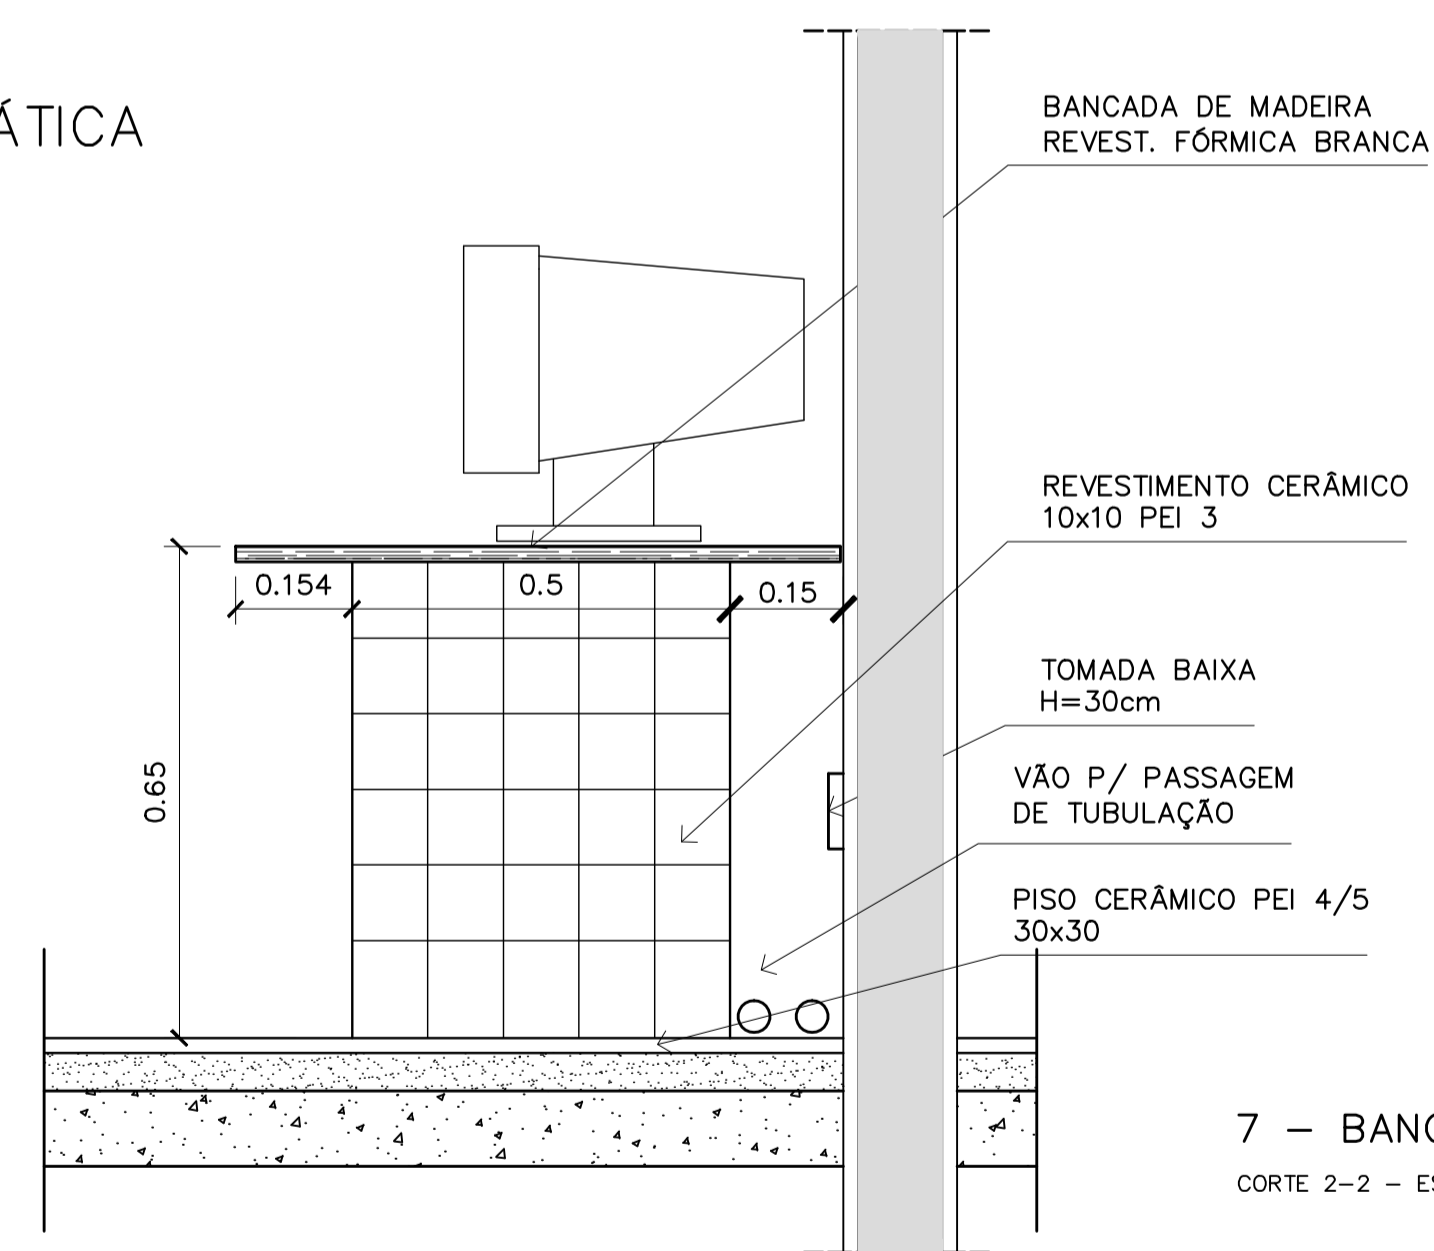 ÁTICA
BANCADA DE MADEIRA
REVEST. FÓRMICA BRANCA
REVESTIMENTO CERÂMICO
10x10 PEI 3
0.154
0.5
0.15
TOMADA BAIXA
H=30cm
0.65
VÃO P/ PASSAGEM
DE TUBULAÇÃO
PISO CERÂMICO PEI 4/5
30x30
7 – BANC
CORTE 2–2 – ES